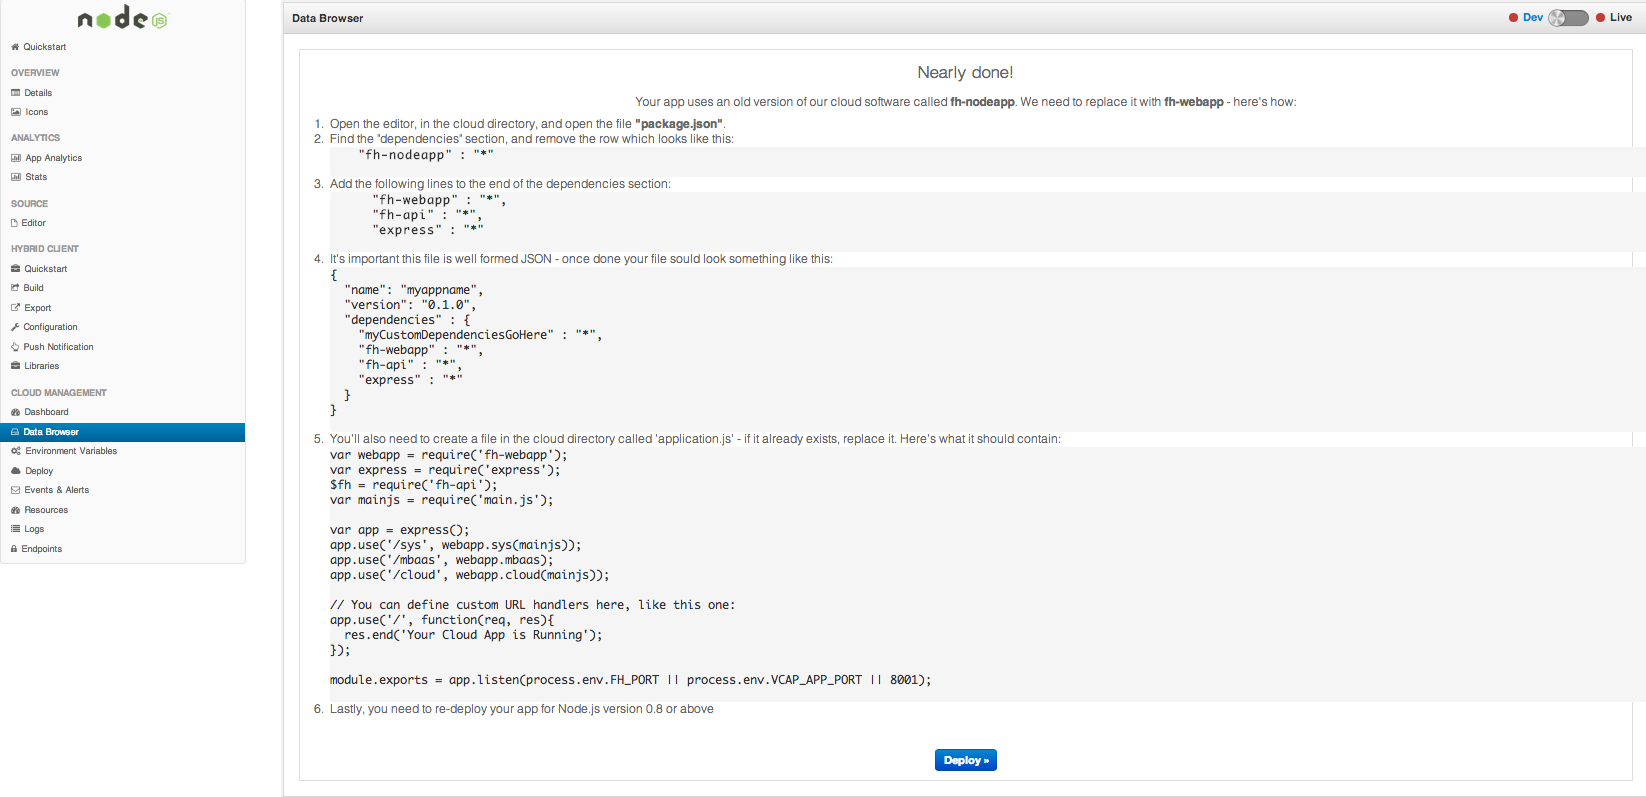 node JS
Quickstart
OVERVIEW
Details
Icons
ANALYTICS
App Analytics
Stats
SOURCE
Editor
HYBRID CLIENT
Quickstart
Build
Export
Configuration
Push Notification
Libraries
CLOUD MANAGEMENT
Dashboard
Data Browser
Environment Variables
Deploy
Events & Alerts
Resources
Logs
Endpoints
Data Browser
Dev Live
Nearly done!
Your app uses an old version of our cloud software called fh-nodeapp. We need to replace it with fh-webapp - here's how:
1. Open the editor, in the cloud directory, and open the file "package.json".
2. Find the "dependencies" section, and remove the row which looks like this:
"fh-nodeapp" : "*"
3. Add the following lines to the end of the dependencies section:
"fh-webapp" : "*",
"fh-api" : "*",
"express" : "*"
4. It's important this file is well formed JSON - once done your file sould look something like this:
{
"name": "myappname",
"version": "0.1.0",
"dependencies" : {
"myCustomDependenciesGoHere" : "*",
"fh-webapp" : "*",
"fh-api" : "*",
"express" : "*"
}
}
5. You'll also need to create a file in the cloud directory called 'application.js' - if it already exists, replace it. Here's what it should contain:
var webapp = require('fh-webapp');
var express = require('express');
$fh = require('fh-api');
var mainjs = require('main.js');
var app = express();
app.use('/sys', webapp.sys(mainjs));
app.use('/mbaas', webapp.mbaas);
app.use('/cloud', webapp.cloud(mainjs));
// You can define custom URL handlers here, like this one:
app.use('/', function(req, res){
res.end('Your Cloud App is Running');
});
module.exports = app.listen(process.env.FH_PORT || process.env.VCAP_APP_PORT || 8001);
6. Lastly, you need to re-deploy your app for Node.js version 0.8 or above
Deploy »